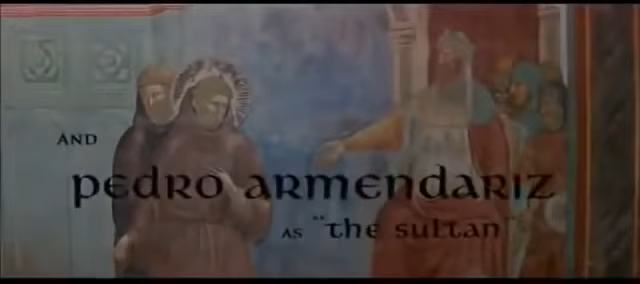 AND
pedro armendariz
AS "the sultan"